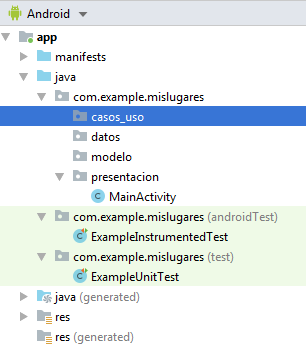 Android
app
manifests
java
com.example.mislugares
casos_uso
datos
modelo
presentacion
MainActivity
com.example.mislugares (androidTest)
ExampleInstrumentedTest
com.example.mislugares (test)
ExampleUnitTest
java (generated)
res
res (generated)